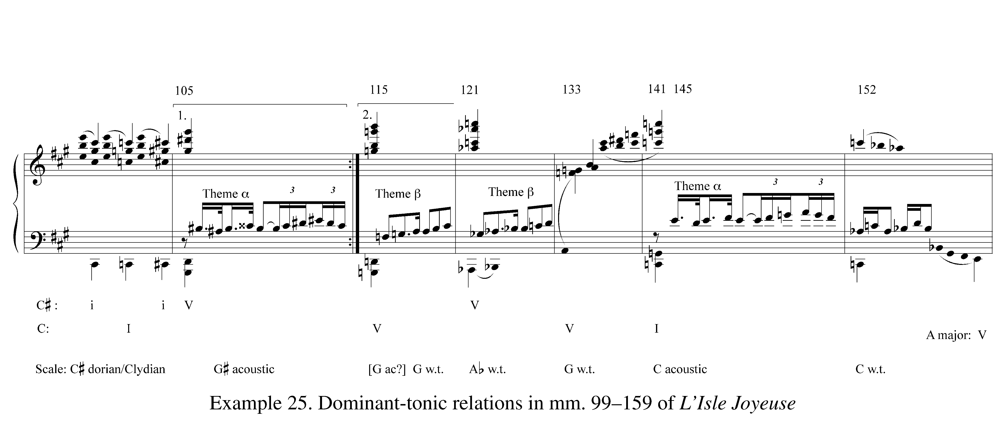 105 115 121 133 141 145 152
1. 2.
3 3
Theme α Theme β Theme β Theme α
3 3
C♯ : i i V V
C: I V V I
A major: V
Scale: C♯ dorian/Clydian G♯ acoustic [G ac?] G w.t. A♭ w.t. G w.t. C acoustic C w.t.
Example 25. Dominant-tonic relations in mm. 99–159 of L’Isle Joyeuse